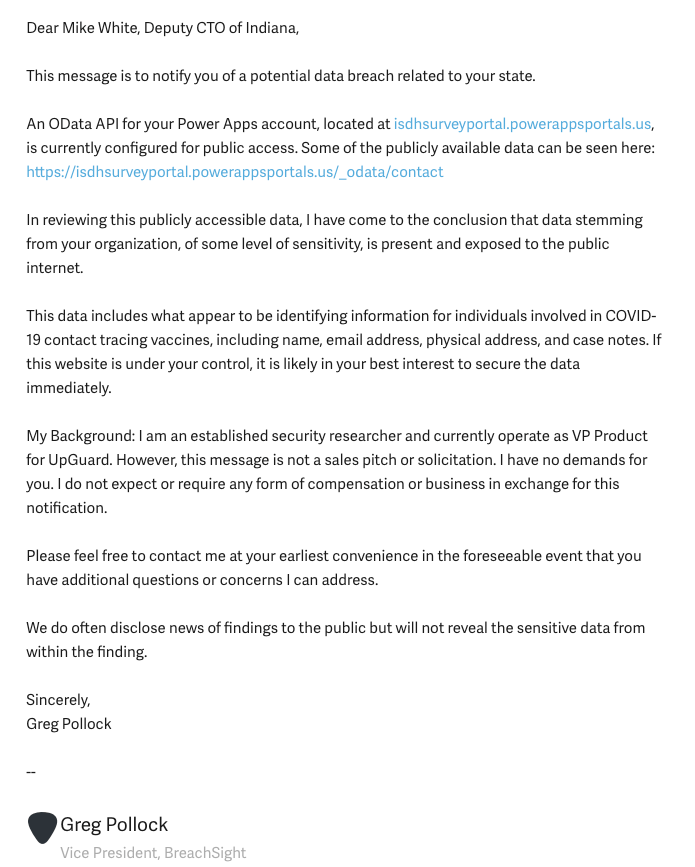 Dear Mike White, Deputy CTO of Indiana,
This message is to notify you of a potential data breach related to your state.
An OData API for your Power Apps account, located at isdhsurveyportal.powerappsportals.us,
is currently configured for public access. Some of the publicly available data can be seen here:
https://isdhsurveyportal.powerappsportals.us/_odata/contact
In reviewing this publicly accessible data, I have come to the conclusion that data stemming
from your organization, of some level of sensitivity, is present and exposed to the public
internet.
This data includes what appear to be identifying information for individuals involved in COVID-
19 contact tracing vaccines, including name, email address, physical address, and case notes. If
this website is under your control, it is likely in your best interest to secure the data
immediately.
My Background: I am an established security researcher and currently operate as VP Product
for UpGuard. However, this message is not a sales pitch or solicitation. I have no demands for
you. I do not expect or require any form of compensation or business in exchange for this
notification.
Please feel free to contact me at your earliest convenience in the foreseeable event that you
have additional questions or concerns I can address.
We do often disclose news of findings to the public but will not reveal the sensitive data from
within the finding.
Sincerely,
Greg Pollock
--
Greg Pollock
Vice President, BreachSight